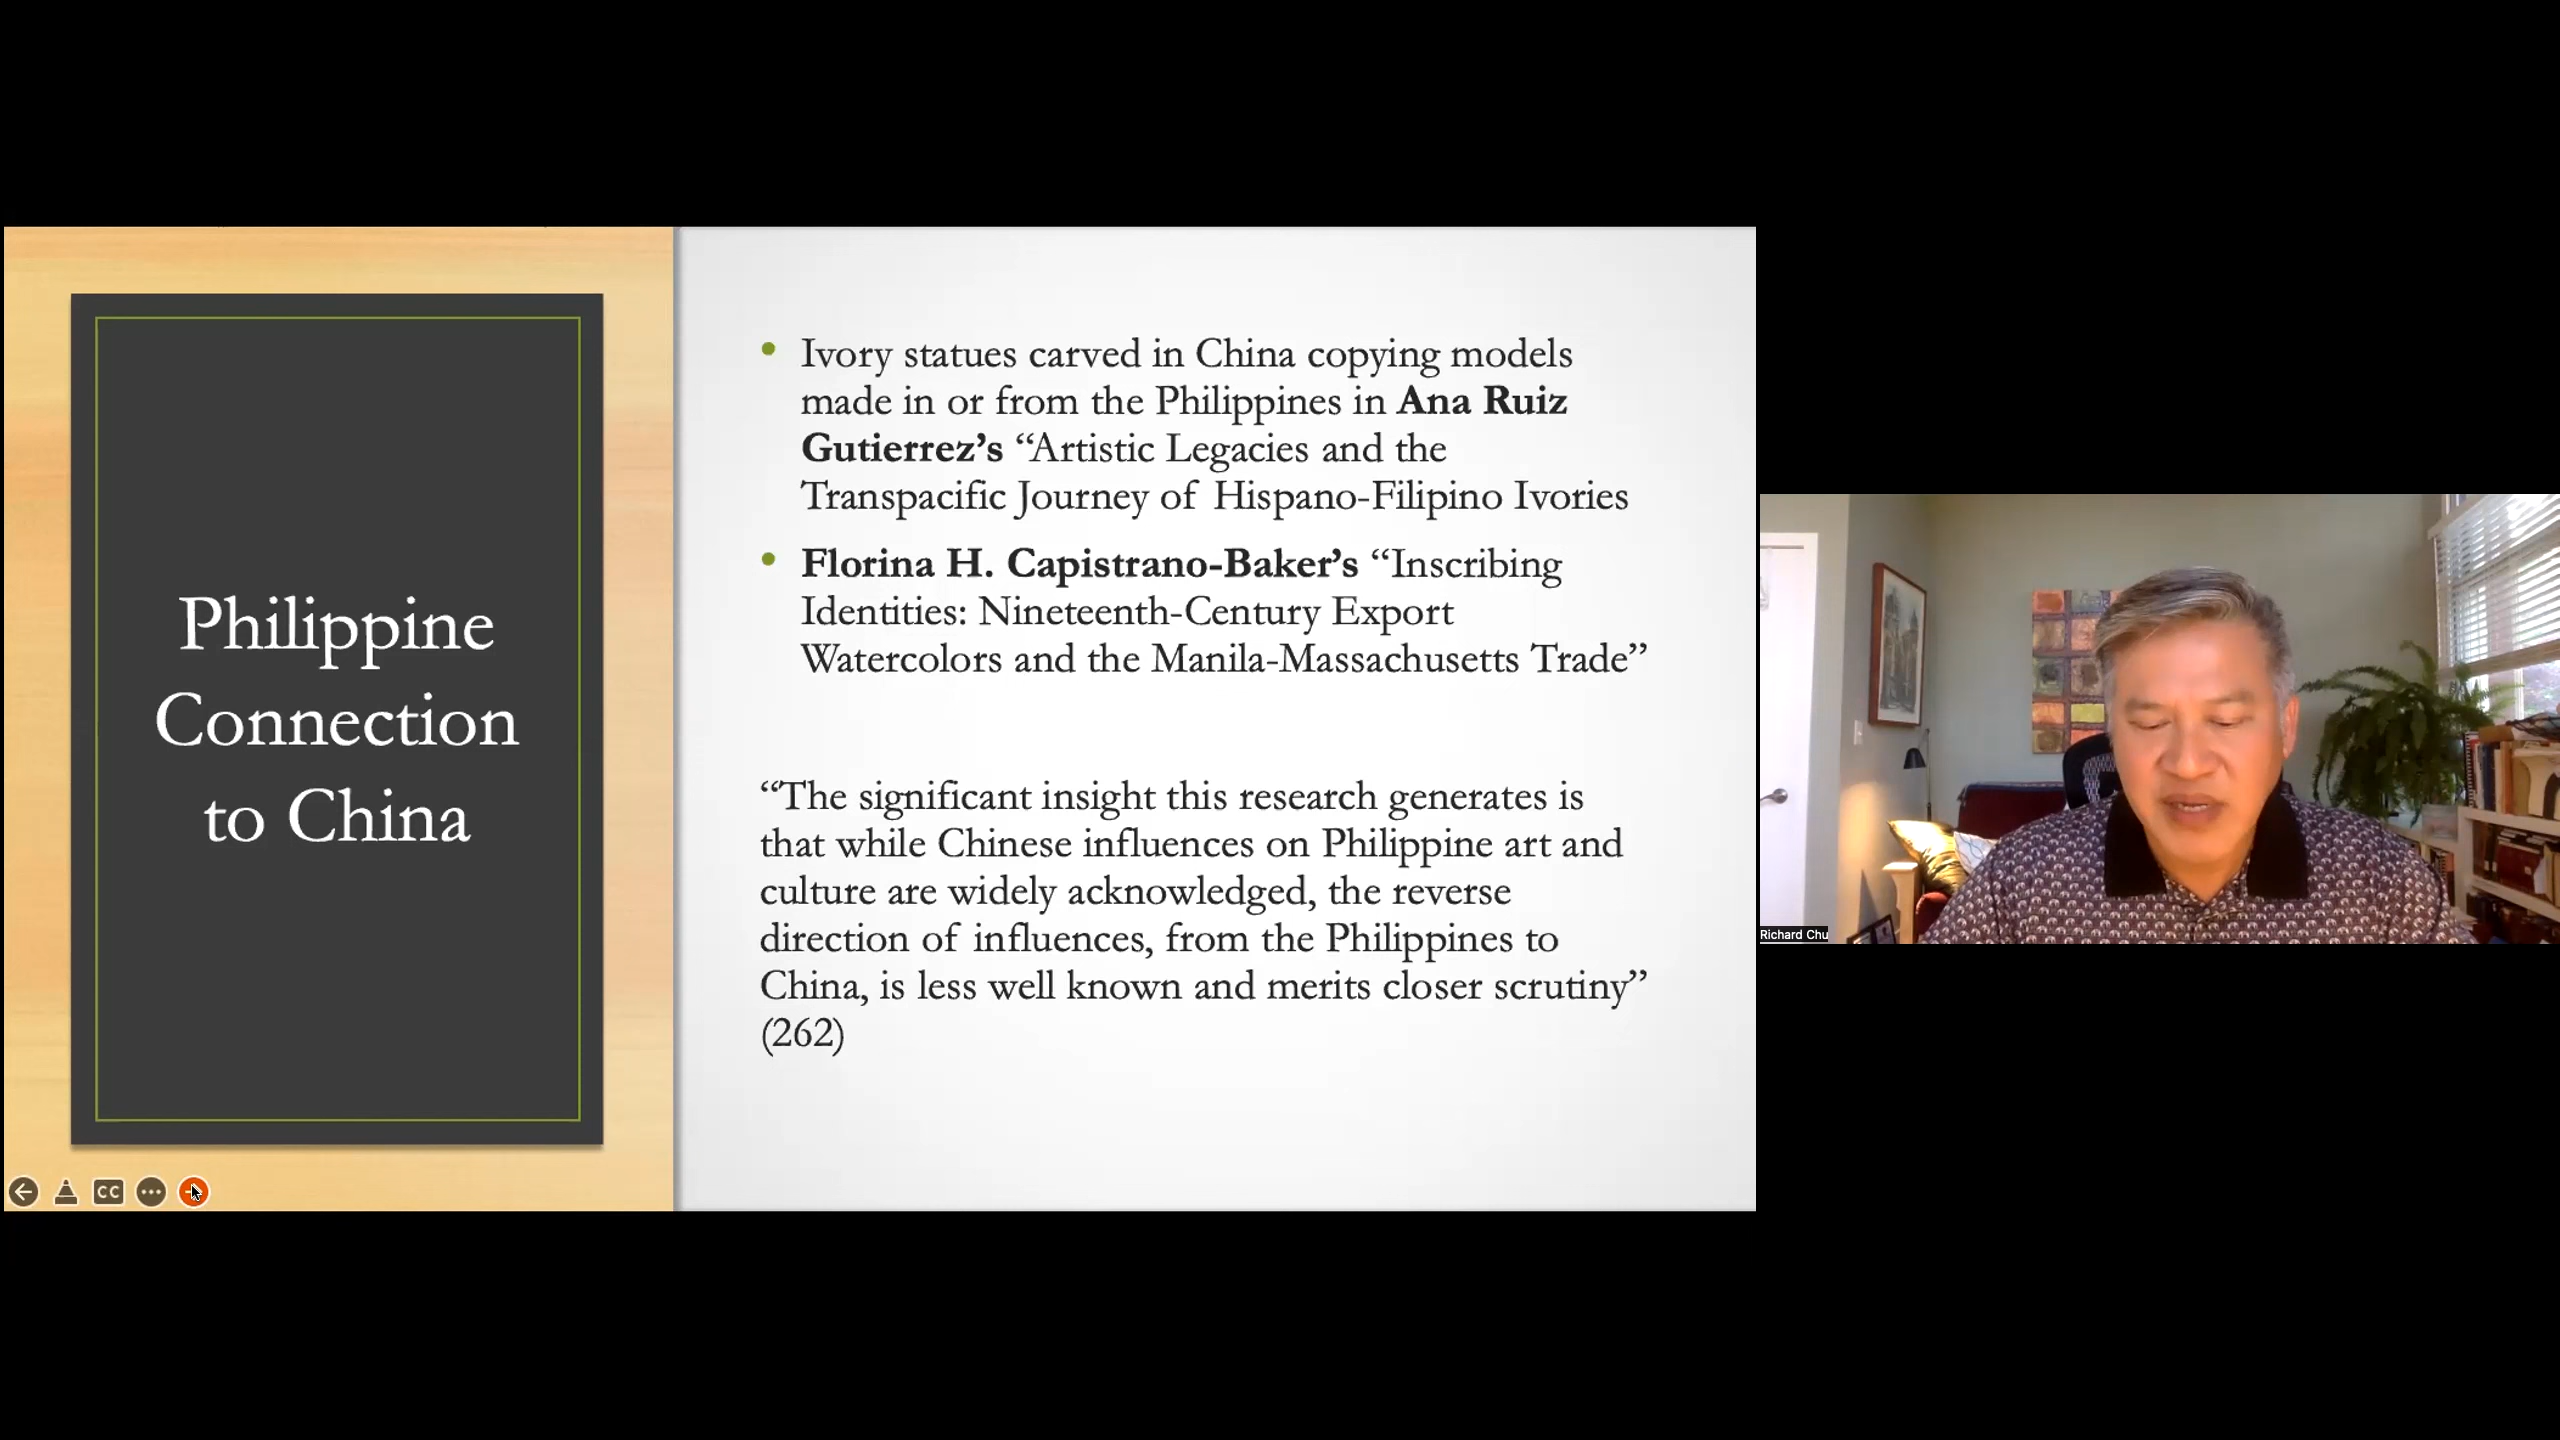 Philippine
Connection
to China
• Ivory statues carved in China copying models
made in or from the Philippines in Ana Ruiz
Gutierrez’s “Artistic Legacies and the
Transpacific Journey of Hispano-Filipino Ivories
• Florina H. Capistrano-Baker’s “Inscribing
Identities: Nineteenth-Century Export
Watercolors and the Manila-Massachusetts Trade”
“The significant insight this research generates is
that while Chinese influences on Philippine art and
culture are widely acknowledged, the reverse
direction of influences, from the Philippines to
China, is less well known and merits closer scrutiny”
(262)
CC
Richard Chu